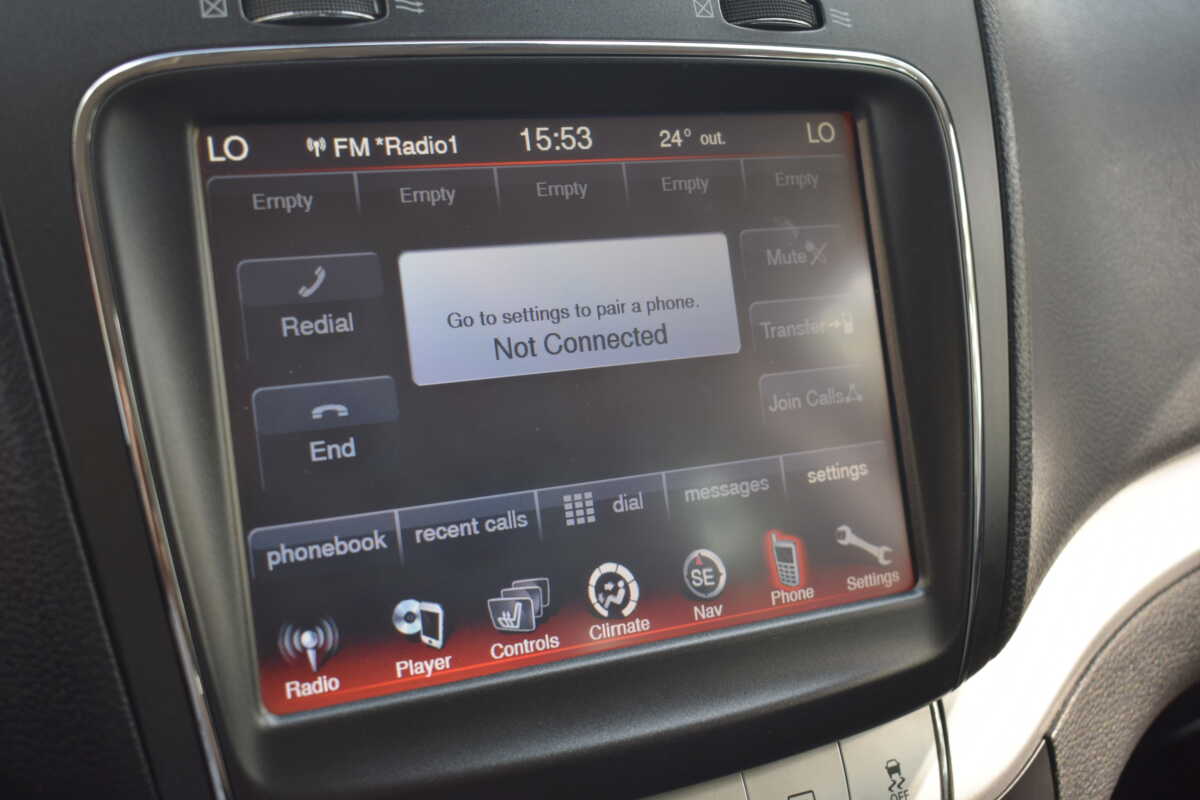 LO FM *Radio1 15:53 24° out. LO
Empty Empty Empty Empty Empty
Redial
Go to settings to pair a phone.
Not Connected
Mute
Transfer
Join Calls
End
phonebook recent calls dial messages settings
Radio Player Controls Climate SE Nav Phone Settings
OFF